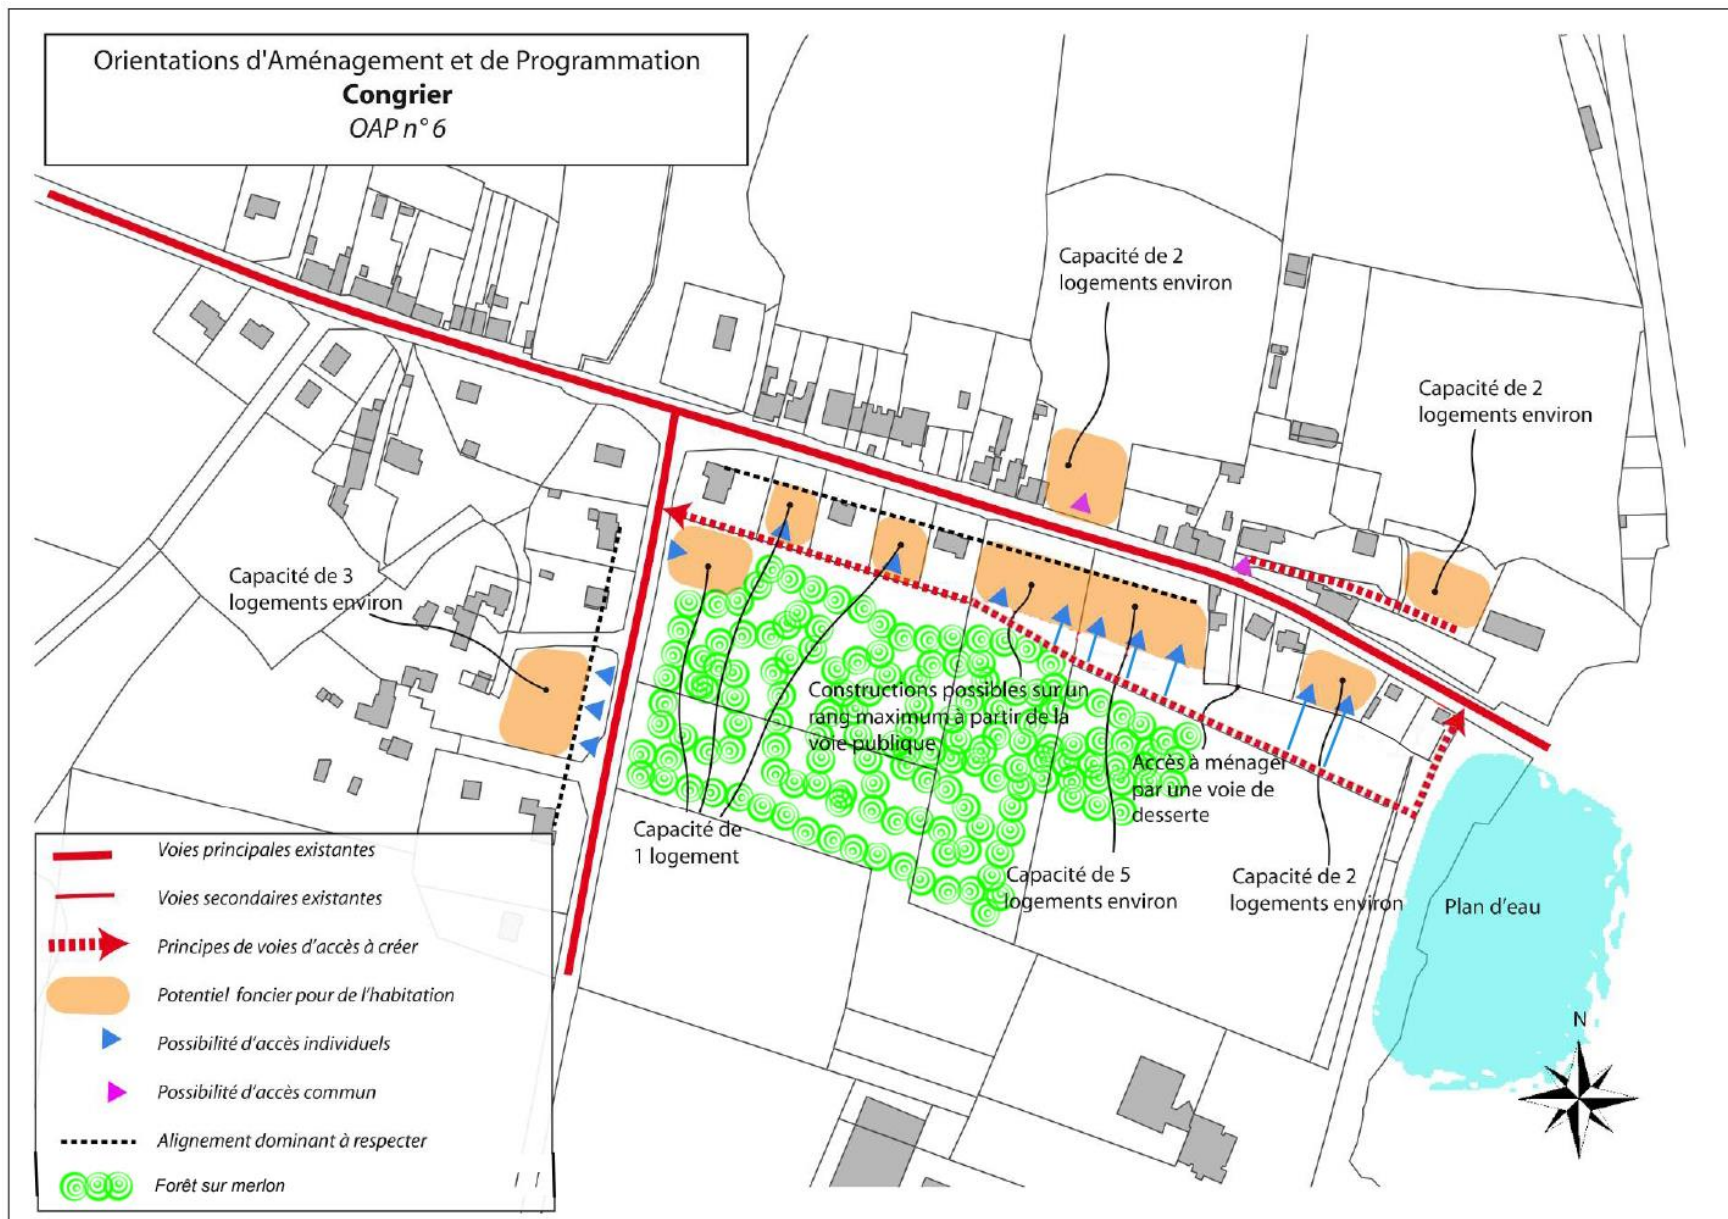 Orientations d'Aménagement et de Programmation
Congrier
OAP n° 6
Capacité de 2
logements environ
Capacité de 2
logements environ
Capacité de 3
logements environ
Constructions possibles sur un
rang maximum à partir de la
voie publique
Accès à ménager
par une voie de
desserte
Capacité de
1 logement
Capacité de 5
logements environ
Capacité de 2
logements environ
Plan d'eau
N
Voies principales existantes
Voies secondaires existantes
Principes de voies d'accès à créer
Potentiel foncier pour de l'habitation
Possibilité d'accès individuels
Possibilité d'accès commun
Alignement dominant à respecter
Forêt sur merlon